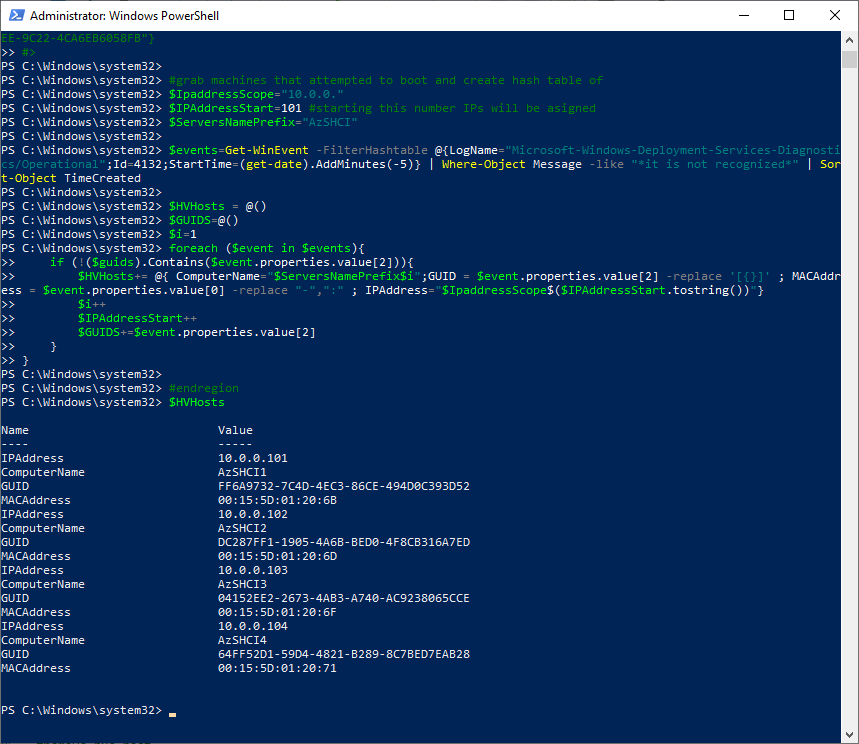 Administrator: Windows PowerShell
EE-9C22-4CA6EB6058FB"}
>> #>
PS C:\Windows\system32>
PS C:\Windows\system32> #grab machines that attempted to boot and create hash table of
PS C:\Windows\system32> $IpaddressScope="10.0.0."
PS C:\Windows\system32> $IPAddressStart=101 #starting this number IPs will be asigned
PS C:\Windows\system32> $ServersNamePrefix="AzSHCI"
PS C:\Windows\system32>
PS C:\Windows\system32> $events=Get-WinEvent -FilterHashtable @{LogName="Microsoft-Windows-Deployment-Services-Diagnosti
cs/Operational";Id=4132;StartTime=(get-date).AddMinutes(-5)} | Where-Object Message -like "*it is not recognized*" | Sor
t-Object TimeCreated
PS C:\Windows\system32>
PS C:\Windows\system32> $HVHosts = @()
PS C:\Windows\system32> $GUIDS=@()
PS C:\Windows\system32> $i=1
PS C:\Windows\system32> foreach ($event in $events){
>>     if (!($guids).Contains($event.properties.value[2])){
>>         $HVHosts+= @{ ComputerName="$ServersNamePrefix$i";GUID = $event.properties.value[2] -replace '[{}]' ; MACAddr
ess = $event.properties.value[0] -replace "-",":" ; IPAddress="$IpaddressScope$($IPAddressStart.tostring())"}
>>         $i++
>>         $IPAddressStart++
>>         $GUIDS+=$event.properties.value[2]
>>     }
>> }
PS C:\Windows\system32>
PS C:\Windows\system32> #endregion
PS C:\Windows\system32> $HVHosts
Name                           Value
----                           -----
IPAddress                      10.0.0.101
ComputerName                   AzSHCI1
GUID                           FF6A9732-7C4D-4EC3-86CE-494D0C393D52
MACAddress                     00:15:5D:01:20:6B
IPAddress                      10.0.0.102
ComputerName                   AzSHCI2
GUID                           DC287FF1-1905-4A6B-BED0-4F8CB316A7ED
MACAddress                     00:15:5D:01:20:6D
IPAddress                      10.0.0.103
ComputerName                   AzSHCI3
GUID                           04152EE2-2673-4AB3-A740-AC9238065CCE
MACAddress                     00:15:5D:01:20:6F
IPAddress                      10.0.0.104
ComputerName                   AzSHCI4
GUID                           64FF52D1-59D4-4821-B289-8C7BED7EAB28
MACAddress                     00:15:5D:01:20:71
PS C:\Windows\system32>